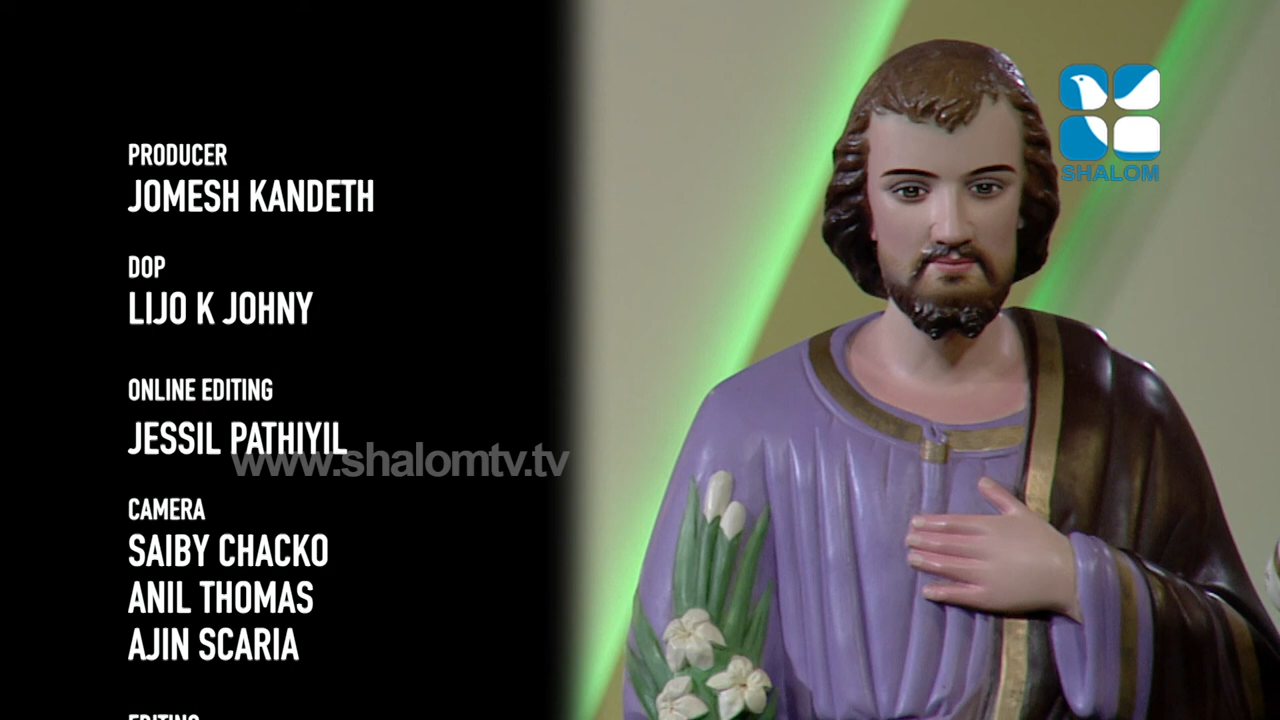 PRODUCER
JOMESH KANDETH
DOP
LIJO K JOHNY
ONLINE EDITING
JESSIL PATHIYIL
www.shalomtv.tv
CAMERA
SAIBY CHACKO
ANIL THOMAS
AJIN SCARIA
EDITING
SHALOM